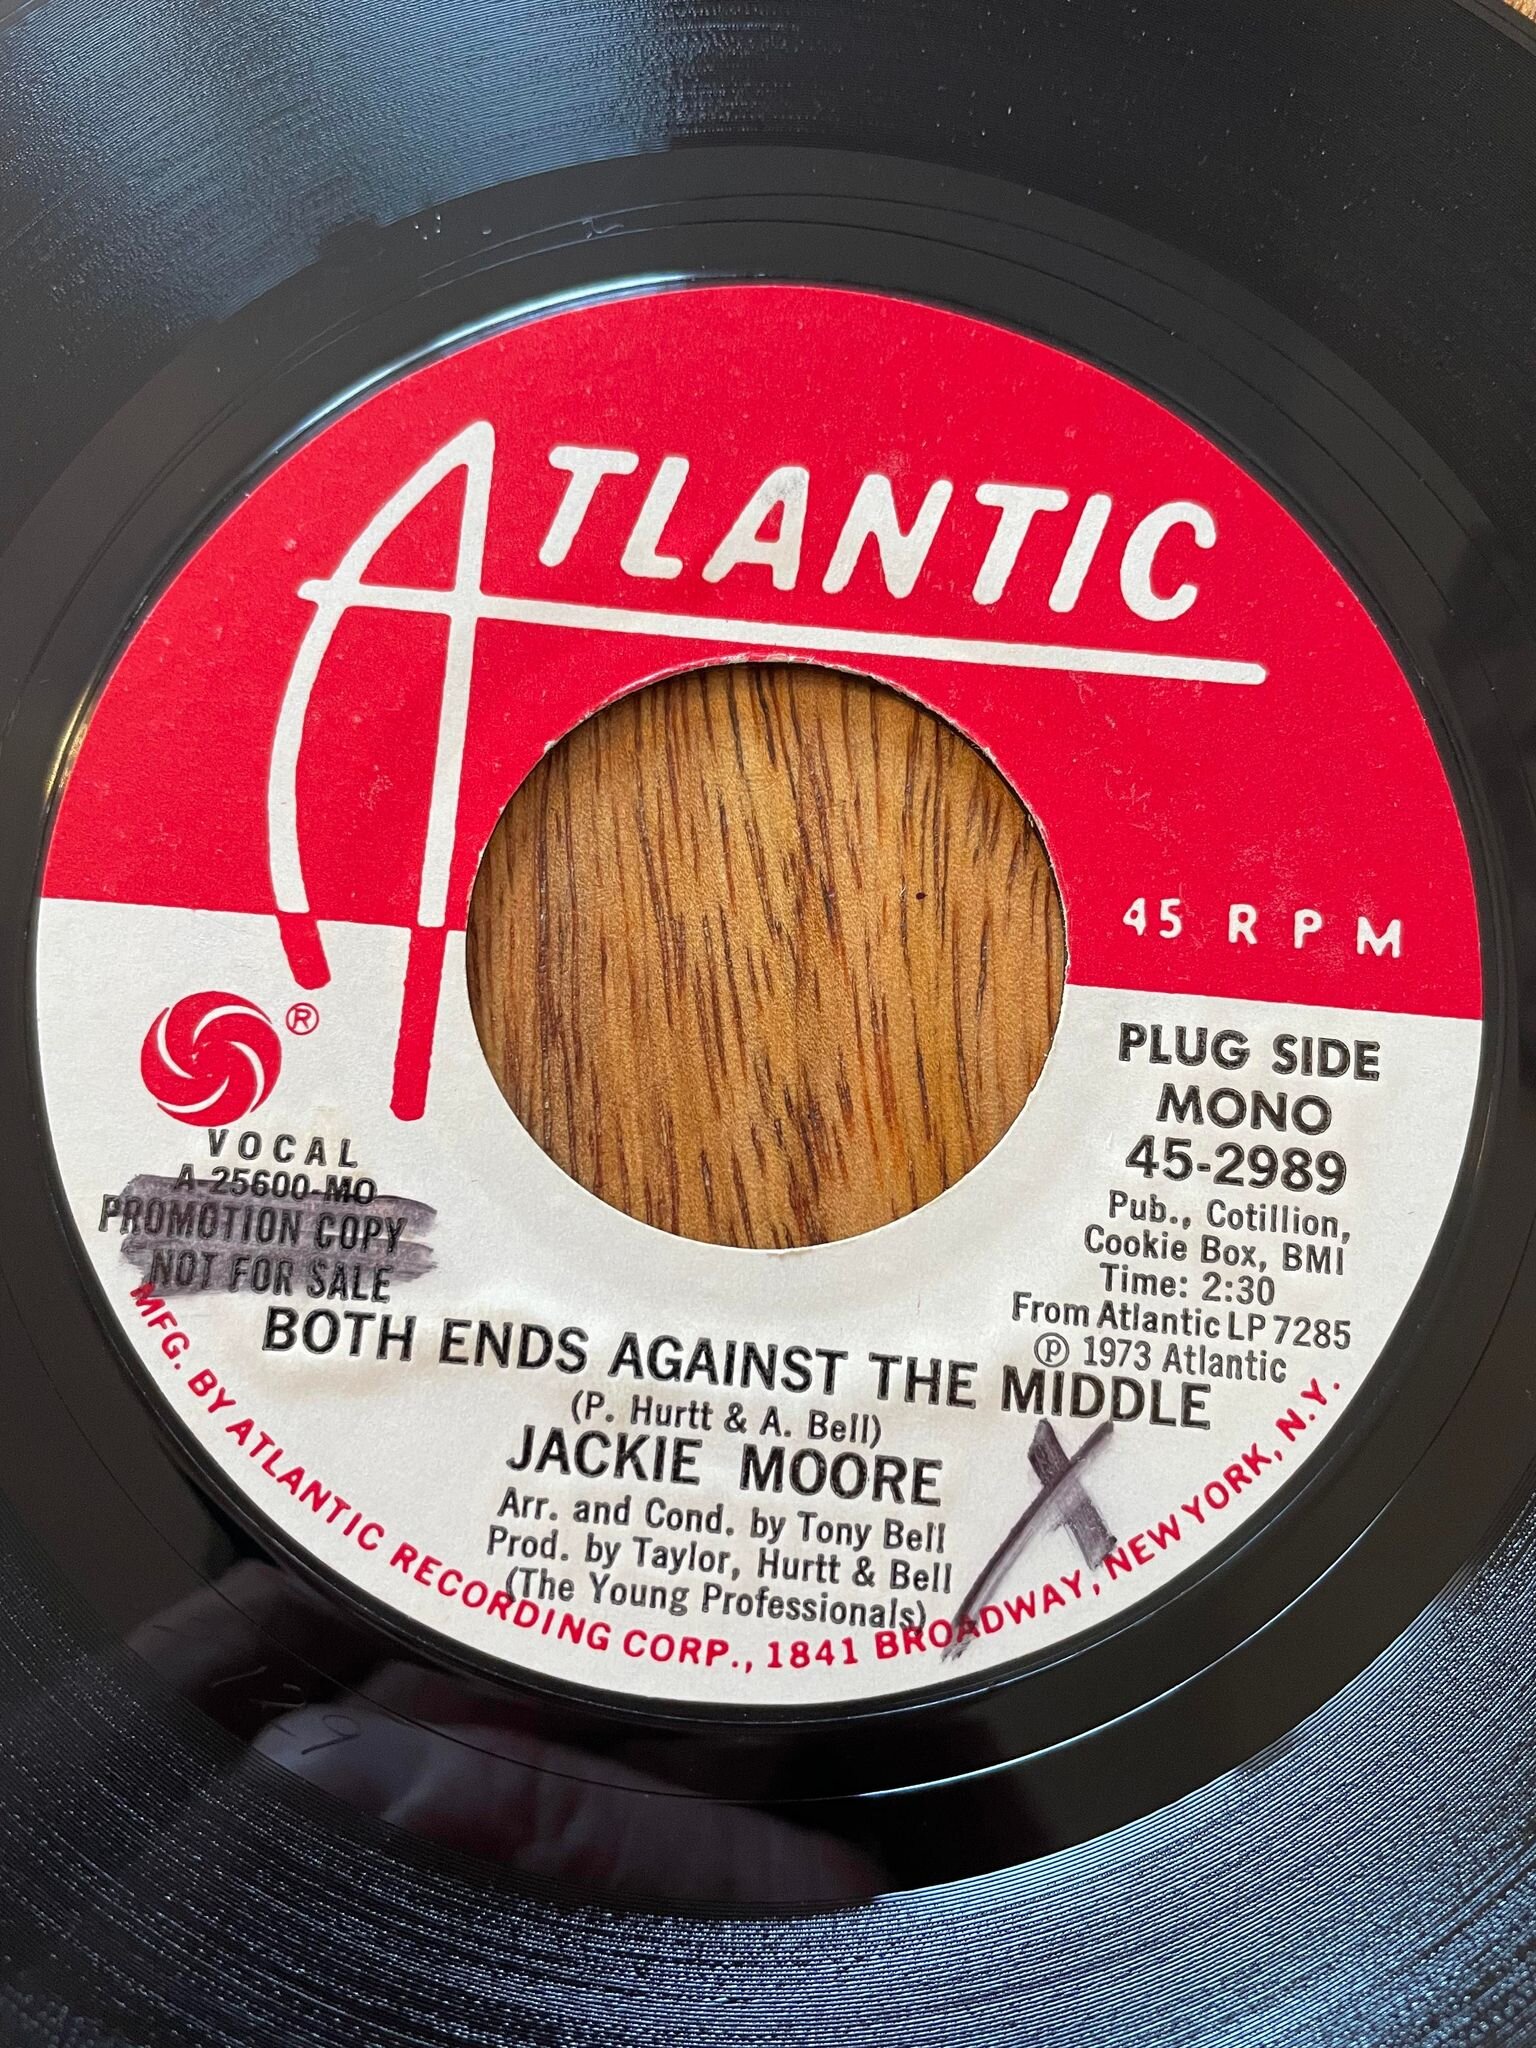 ATLANTIC
45 RPM
®
PLUG SIDE
MONO
45-2989
Pub., Cotillion,
Cookie Box, BMI
Time: 2:30
From Atlantic LP 7285
Ⓟ 1973 Atlantic
VOCAL
A-25600-MO
PROMOTION COPY
NOT FOR SALE
BOTH ENDS AGAINST THE MIDDLE
(P. Hurtt & A. Bell)
JACKIE MOORE
Arr. and Cond. by Tony Bell
Prod. by Taylor, Hurtt & Bell
(The Young Professionals)
MFG. BY ATLANTIC RECORDING CORP., 1841 BROADWAY, NEW YORK, N.Y.